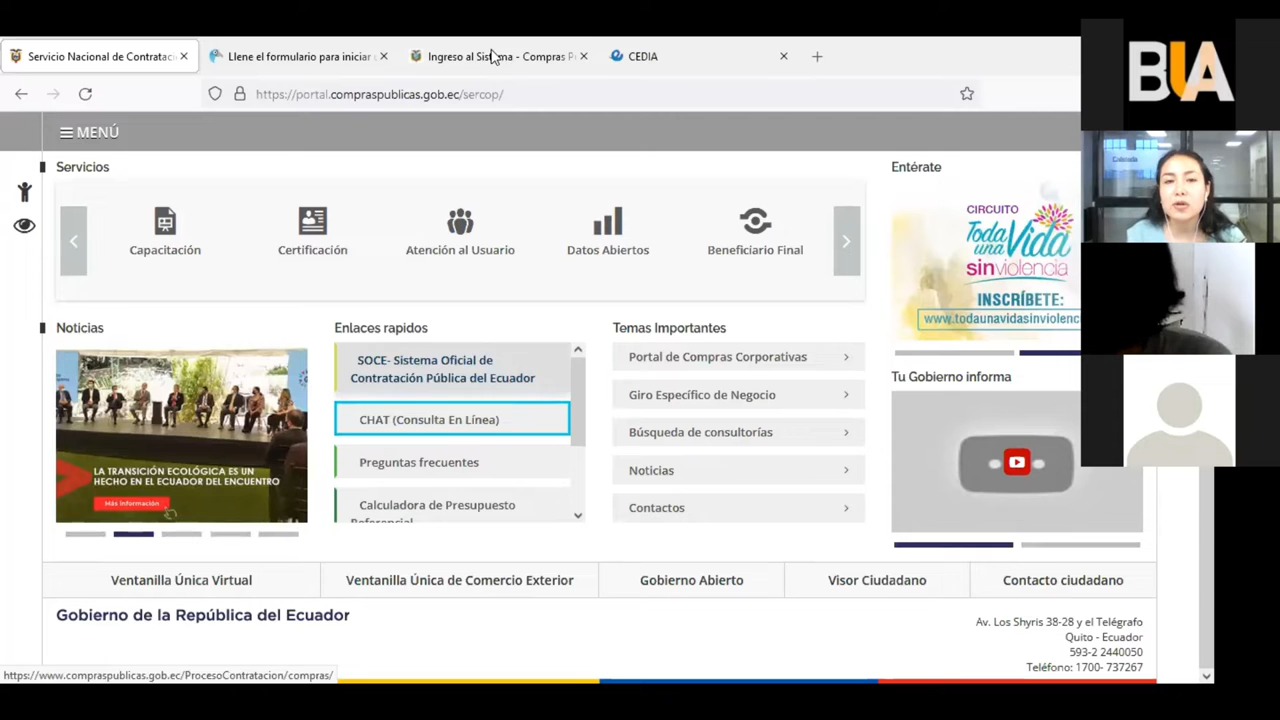 Servicio Nacional de Contratac
Llene el formulario para iniciar
Ingreso al Sistema - Compras P
CEDIA
https://portal.compraspublicas.gob.ec/sercop/
MENÚ
Servicios
Capacitación
Certificación
Atención al Usuario
Datos Abiertos
Beneficiario Final
Noticias
LA TRANSICIÓN ECOLÓGICA ES UN
HECHO EN EL ECUADOR DEL ENCUENTRO
Más información
Enlaces rapidos
SOCE- Sistema Oficial de
Contratación Pública del Ecuador
CHAT (Consulta En Línea)
Preguntas frecuentes
Calculadora de Presupuesto
Referencial
Temas Importantes
Portal de Compras Corporativas
Giro Específico de Negocio
Búsqueda de consultorías
Noticias
Contactos
Entérate
CIRCUITO
Toda
una Vida
sinviolencia
INSCRÍBETE:
www.todaunavidasinviolenc
Tu Gobierno informa
Ventanilla Única Virtual
Ventanilla Única de Comercio Exterior
Gobierno Abierto
Visor Ciudadano
Contacto ciudadano
Gobierno de la República del Ecuador
Av. Los Shyris 38-28 y el Telégrafo
Quito - Ecuador
593-2 2440050
Teléfono: 1700- 737267
https://www.compraspublicas.gob.ec/ProcesoContratacion/compras/
BUA